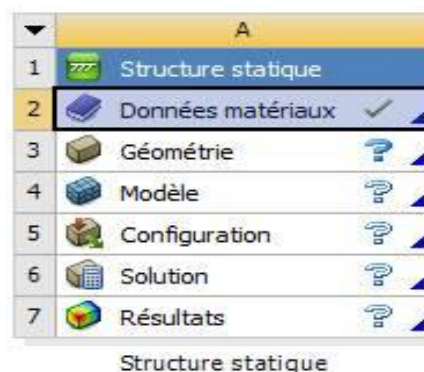 A
1 Structure statique
2 Données matériaux
3 Géométrie
4 Modèle
5 Configuration
6 Solution
7 Résultats
Structure statique